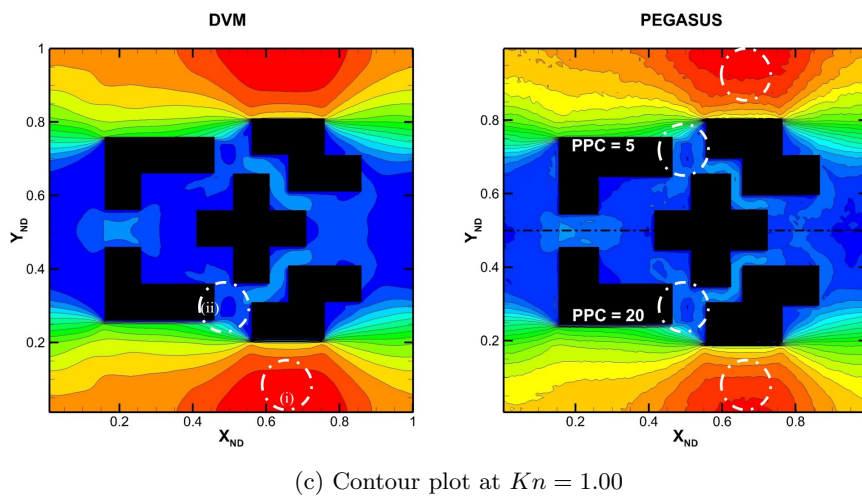 DVM
PEGASUS
1
0.8
0.6
0.4
0.2
Y_ND
0.2
0.4
0.6
0.8
1
X_ND
(ii)
(i)
1
0.8
0.6
0.4
0.2
Y_ND
0.2
0.4
0.6
0.8
X_ND
PPC = 5
PPC = 20
(c) Contour plot at Kn = 1.00